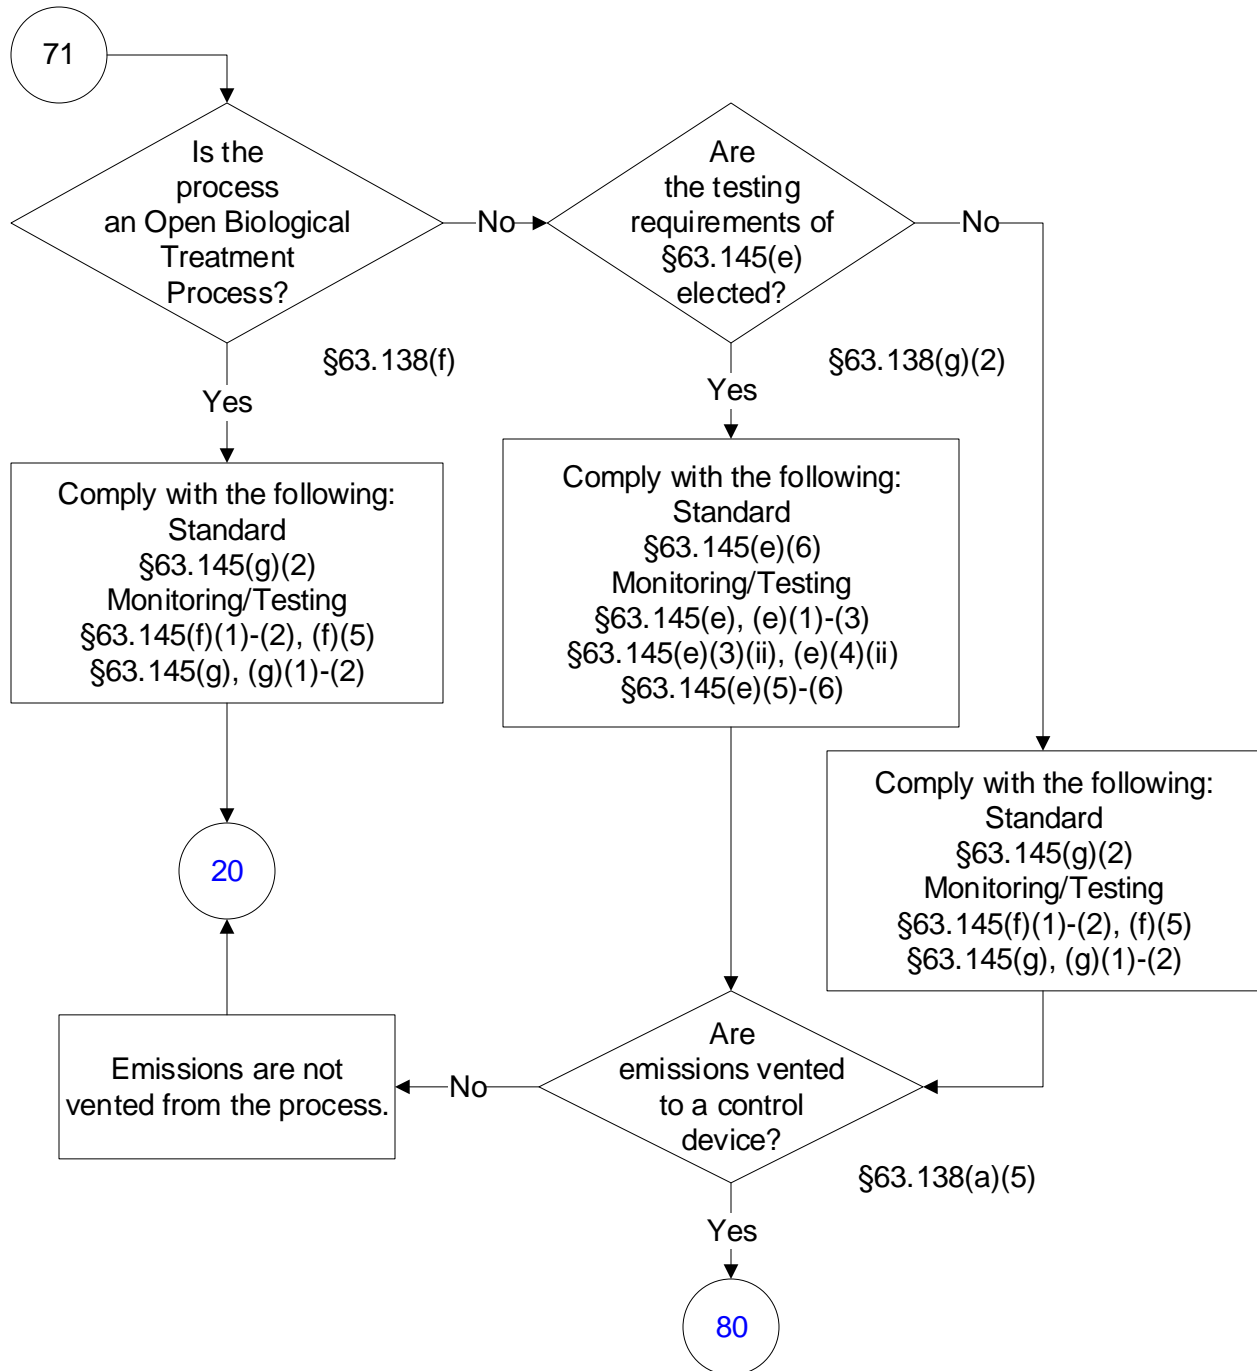 71
Is the
process
an Open Biological
Treatment
Process?
No
Are
the testing
requirements of
§63.145(e)
elected?
No
§63.138(f)
§63.138(g)(2)
Yes
Yes
Comply with the following:
Standard
§63.145(g)(2)
Monitoring/Testing
§63.145(f)(1)-(2), (f)(5)
§63.145(g), (g)(1)-(2)
Comply with the following:
Standard
§63.145(e)(6)
Monitoring/Testing
§63.145(e), (e)(1)-(3)
§63.145(e)(3)(ii), (e)(4)(ii)
§63.145(e)(5)-(6)
Comply with the following:
Standard
§63.145(g)(2)
Monitoring/Testing
§63.145(f)(1)-(2), (f)(5)
§63.145(g), (g)(1)-(2)
20
Emissions are not
vented from the process.
No
Are
emissions vented
to a control
device?
§63.138(a)(5)
Yes
80